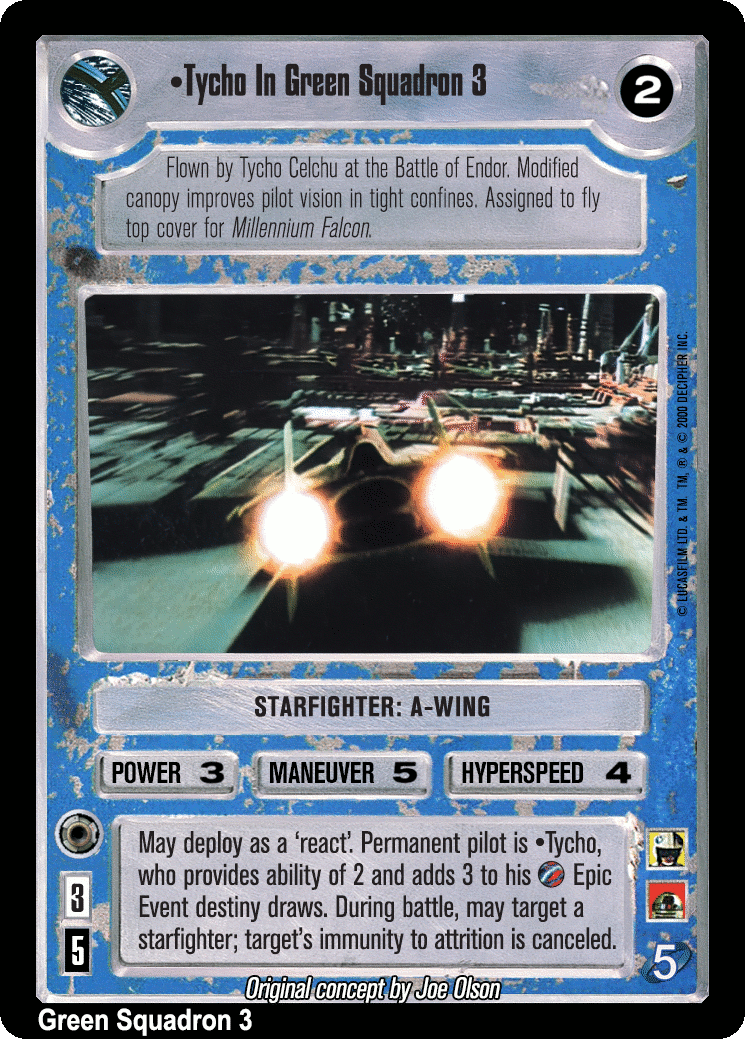 •Tycho In Green Squadron 3
2
Flown by Tycho Celchu at the Battle of Endor. Modified
canopy improves pilot vision in tight confines. Assigned to fly
top cover for Millennium Falcon.
© LUCASFILM LTD. & TM. TM, ® & © 2000 DECIPHER INC.
STARFIGHTER: A-WING
POWER 3
MANEUVER 5
HYPERSPEED 4
May deploy as a ‘react’. Permanent pilot is •Tycho,
who provides ability of 2 and adds 3 to his Epic
Event destiny draws. During battle, may target a
starfighter; target’s immunity to attrition is canceled.
3
5
5
Original concept by Joe Olson
Green Squadron 3